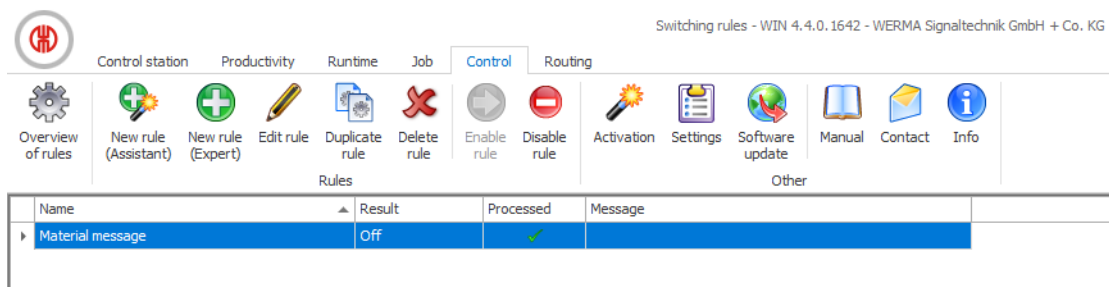 Switching rules - WIN 4.4.0.1642 - WERMA Signaltechnik GmbH + Co. KG
Control station Productivity Runtime Job Control Routing
Overview of rules
New rule (Assistant)
New rule (Expert)
Edit rule
Duplicate rule
Delete rule
Enable rule
Disable rule
Activation
Settings
Software update
Manual
Contact
Info
Rules Other
Name Result Processed Message
Material message Off